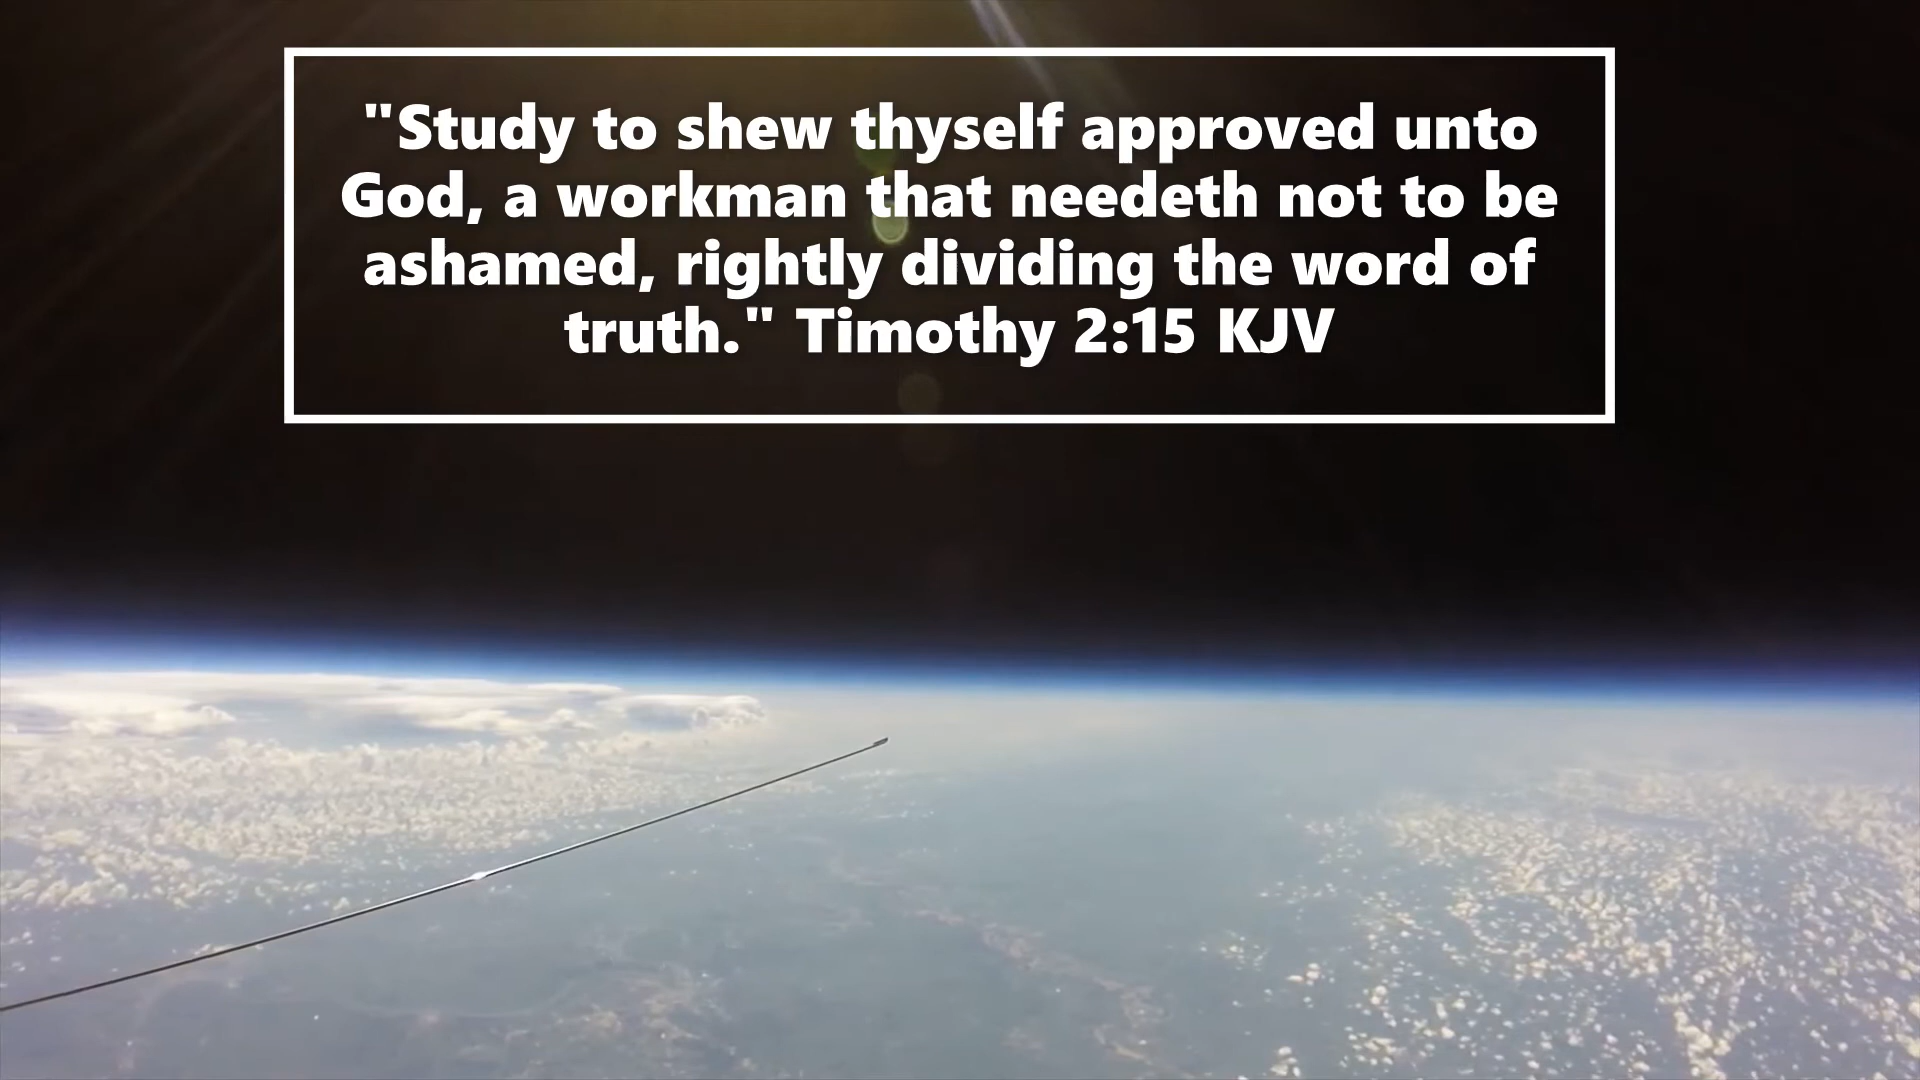 "Study to shew thyself approved unto
God, a workman that needeth not to be
ashamed, rightly dividing the word of
truth." Timothy 2:15 KJV